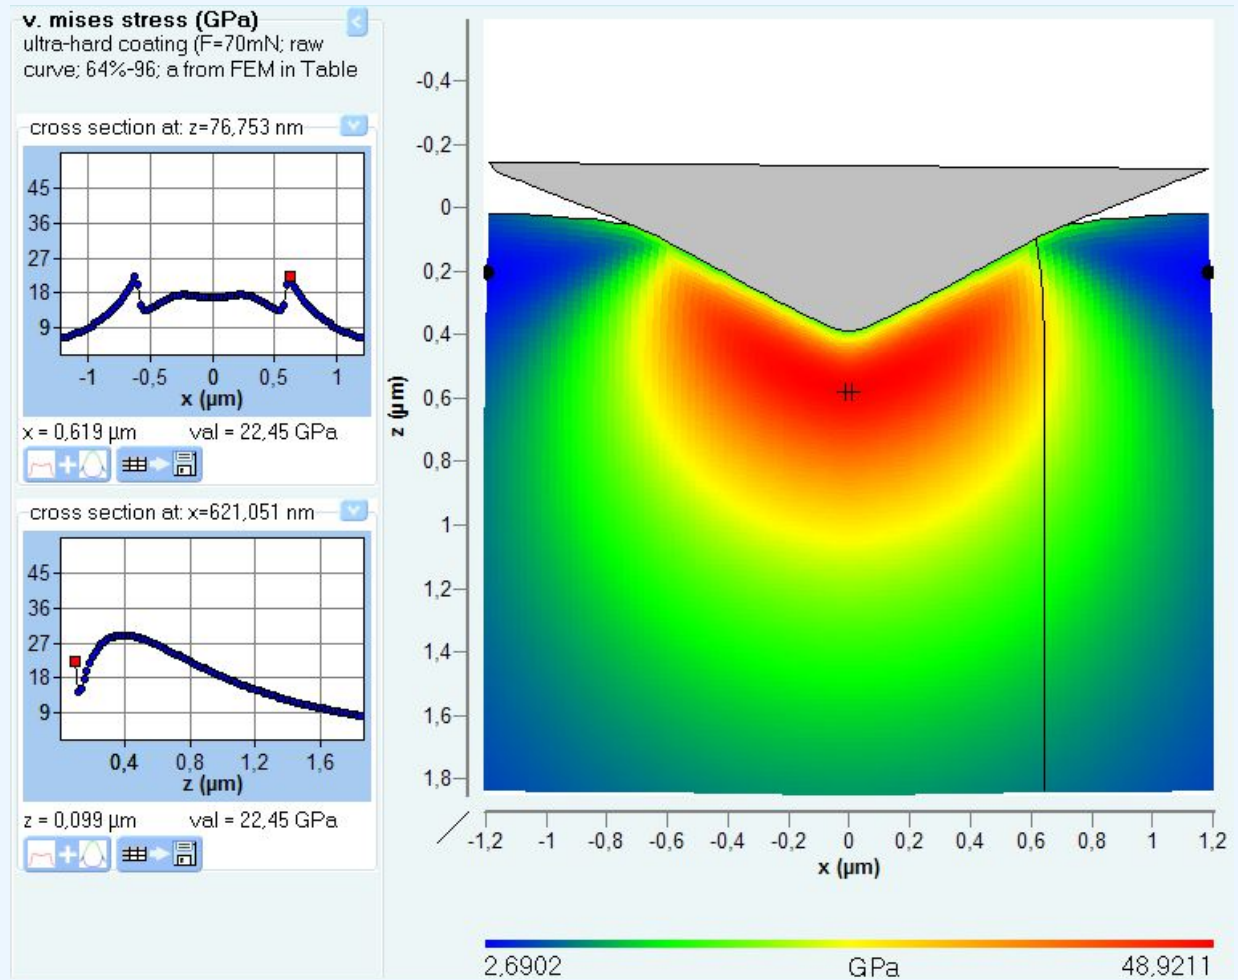 v. mises stress (GPa)
ultra-hard coating (F=70mN; raw
curve; 64%-96; a from FEM in Table
cross section at: z=76,753 nm
45
36
27
18
9
-1 -0,5 0 0,5 1
x (µm)
x = 0,619 µm val = 22,45 GPa
cross section at: x=621,051 nm
45
36
27
18
9
0,4 0,8 1,2 1,6
z (µm)
z = 0,099 µm val = 22,45 GPa
-0,4
-0,2
0
0,2
0,4
0,6
0,8
1
1,2
1,4
1,6
1,8
z (µm)
-1,2 -1 -0,8 -0,6 -0,4 -0,2 0 0,2 0,4 0,6 0,8 1 1,2
x (µm)
2,6902 GPa 48,9211